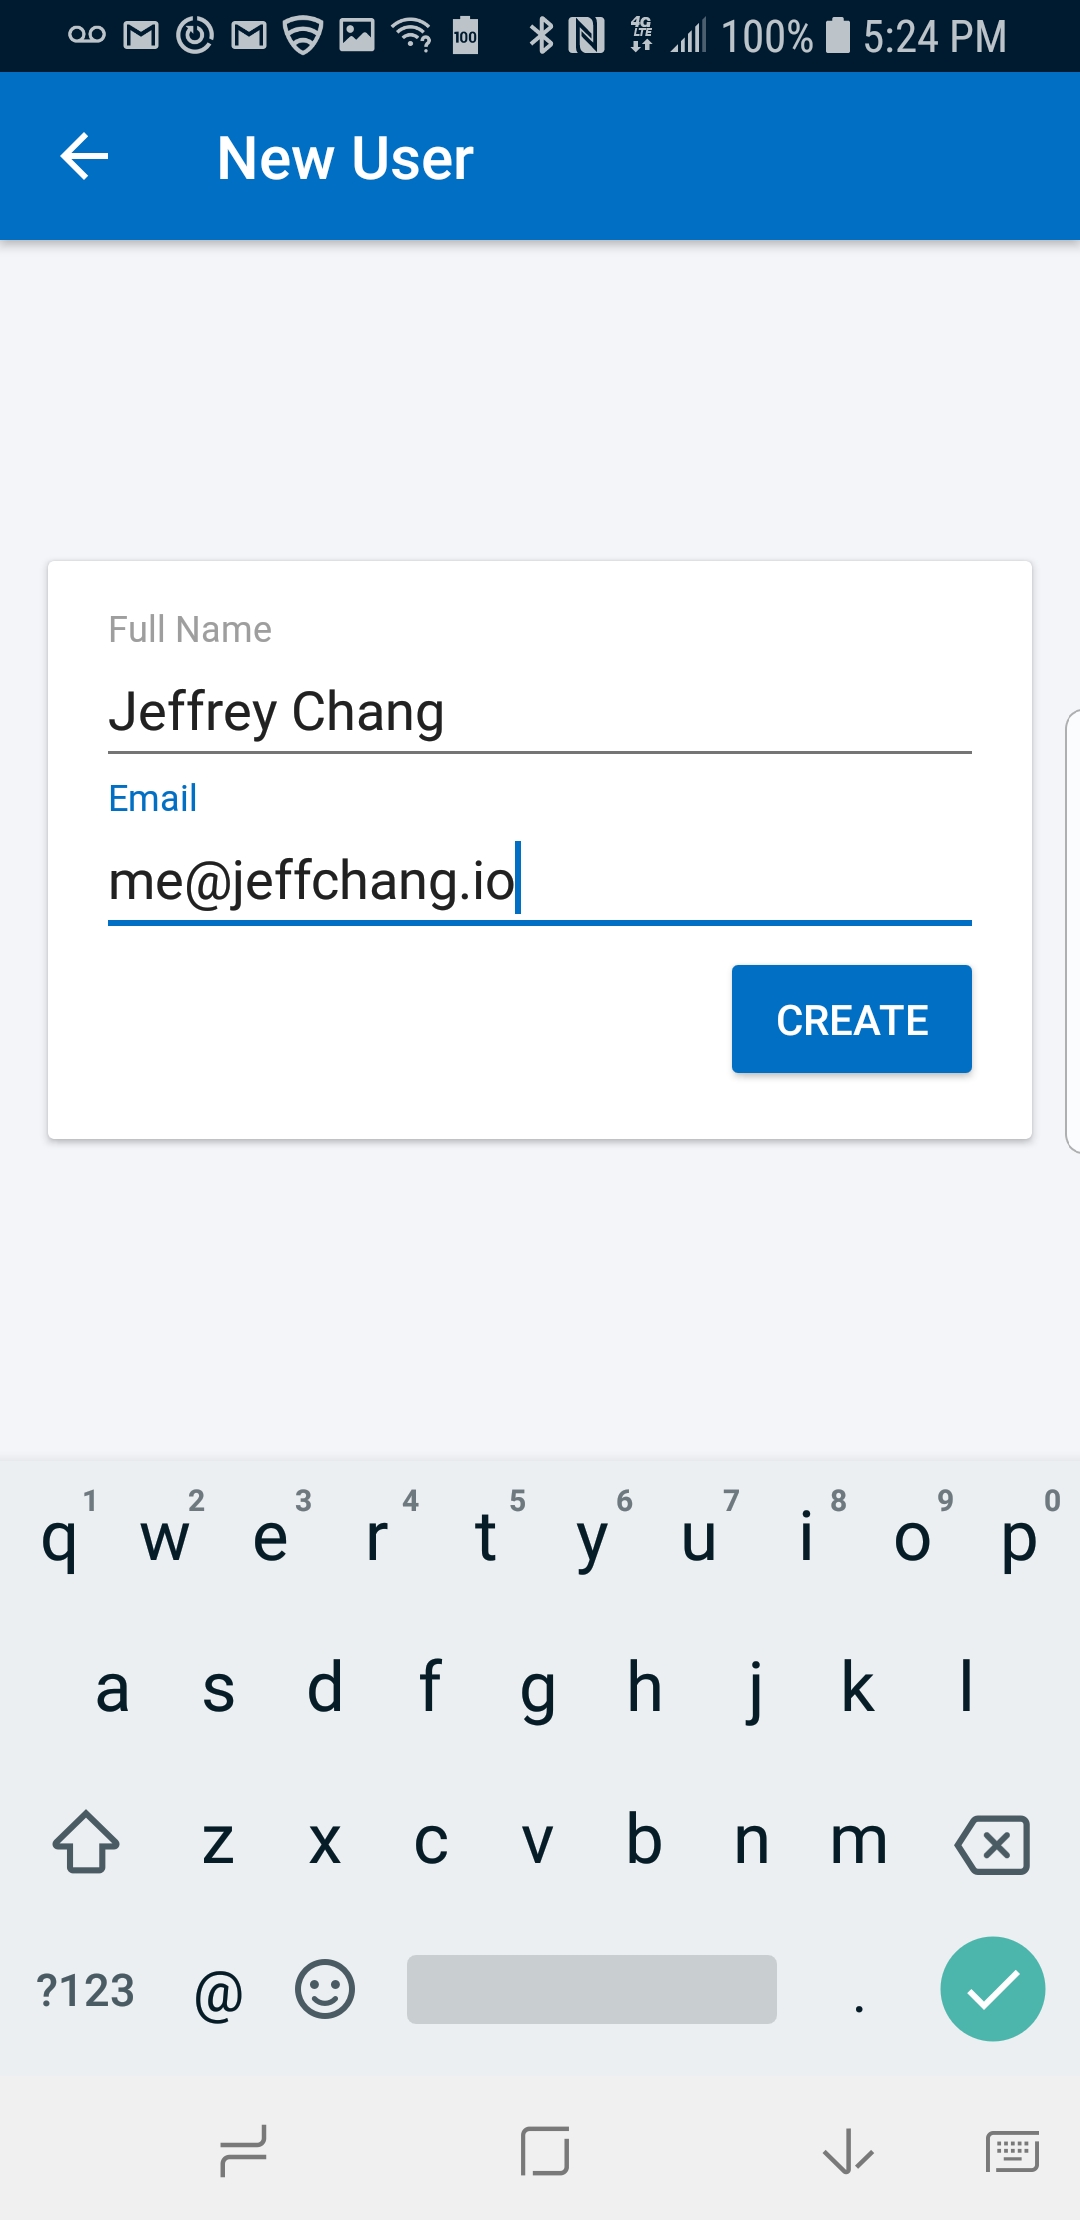 100 4G LTE 100% 5:24 PM
New User
Full Name
Jeffrey Chang
Email
me@jeffchang.io
CREATE
1 2 3 4 5 6 7 8 9 0
q w e r t y u i o p
a s d f g h j k l
z x c v b n m
?123 @ .